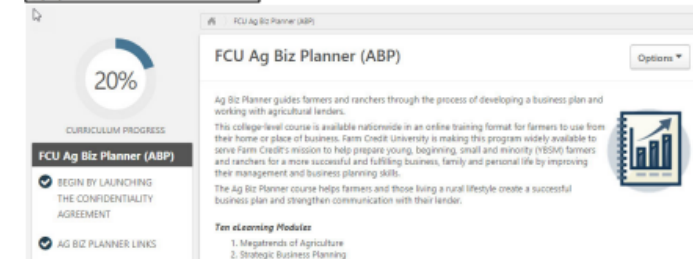 FCU Ag Biz Planner (ABP)
FCU Ag Biz Planner (ABP)
Options
20%
CURRICULUM PROGRESS
FCU Ag Biz Planner (ABP)
BEGIN BY LAUNCHING
THE CONFIDENTIALITY
AGREEMENT
AG BIZ PLANNER LINKS
Ag Biz Planner guides farmers and ranchers through the process of developing a business plan and
working with agricultural lenders.
This college-level course is available nationwide in an online training format for farmers to use from
their home or place of business. Farm Credit University is making this program widely available to
serve Farm Credit's mission to help prepare young, beginning, small and minority (YBSM) farmers
and ranchers for a more successful and fulfilling business, family and personal life by improving
their management and business planning skills.
The Ag Biz Planner course helps farmers and those living a rural lifestyle create a successful
business plan and strengthen communication with their lender.
Ten eLearning Modules
1. Megatrends of Agriculture
2. Strategic Business Planning